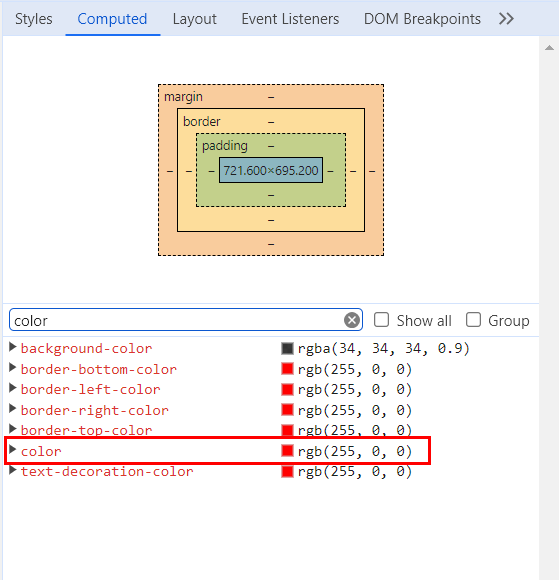 Styles Computed Layout Event Listeners DOM Breakpoints
margin –
border –
padding –
– – – 721.600×695.200 – – –
–
–
–
color Show all Group
background-color rgba(34, 34, 34, 0.9)
border-bottom-color rgb(255, 0, 0)
border-left-color rgb(255, 0, 0)
border-right-color rgb(255, 0, 0)
border-top-color rgb(255, 0, 0)
color rgb(255, 0, 0)
text-decoration-color rgb(255, 0, 0)